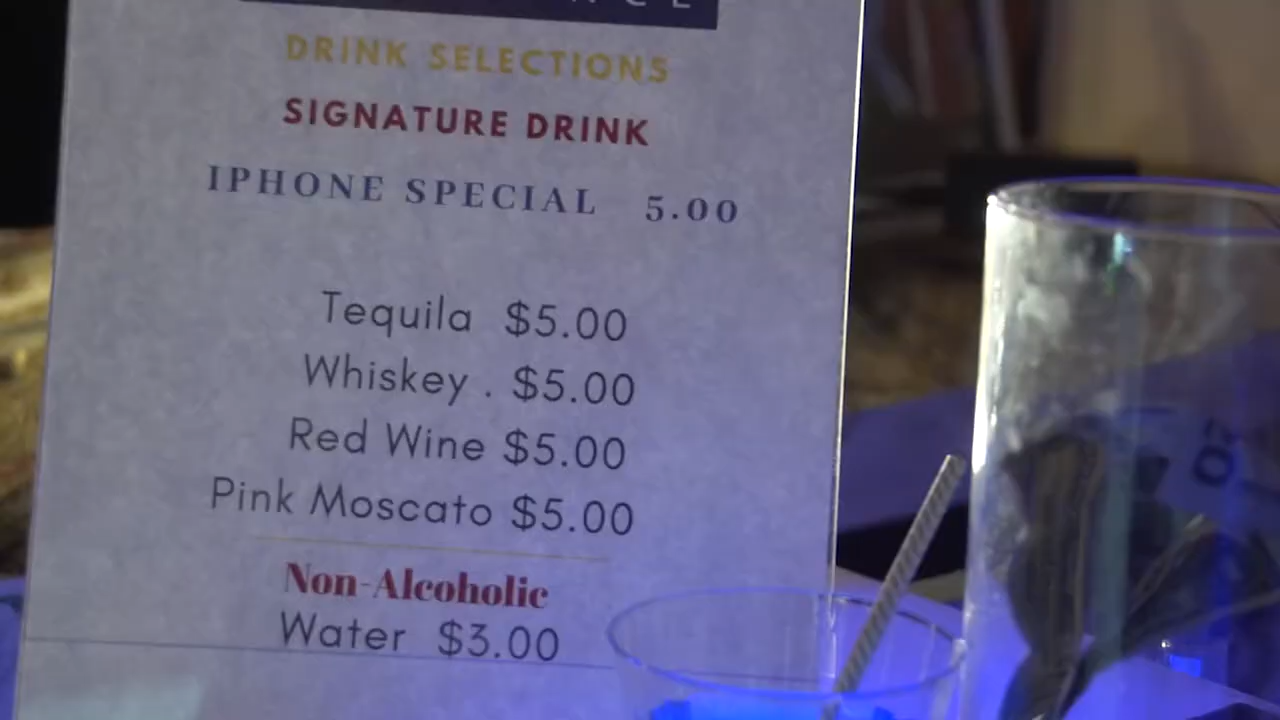 DRINK SELECTIONS
SIGNATURE DRINK
IPHONE SPECIAL 5.00
Tequila $5.00
Whiskey . $5.00
Red Wine $5.00
Pink Moscato $5.00
Non-Alcoholic
Water $3.00